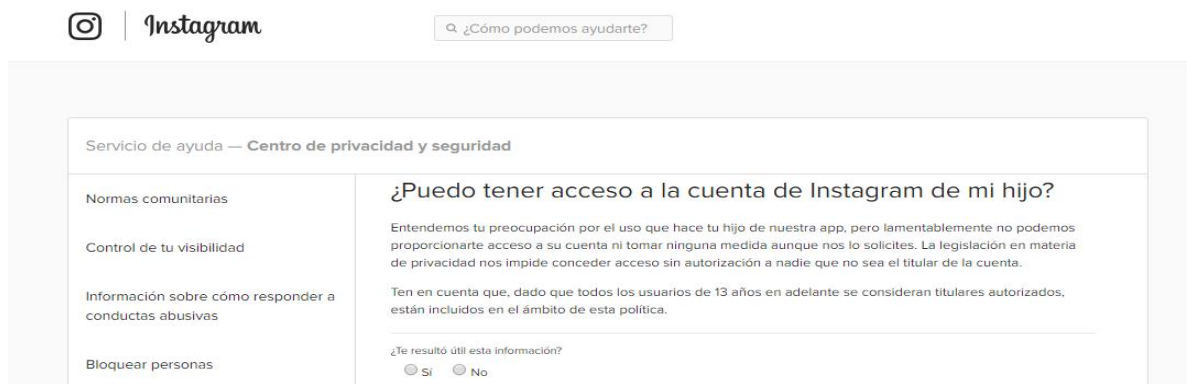 Instagram
¿Cómo podemos ayudarte?
Servicio de ayuda — Centro de privacidad y seguridad
Normas comunitarias
Control de tu visibilidad
Información sobre cómo responder a
conductas abusivas
Bloquear personas
¿Puedo tener acceso a la cuenta de Instagram de mi hijo?
Entendemos tu preocupación por el uso que hace tu hijo de nuestra app, pero lamentablemente no podemos
proporcionarte acceso a su cuenta ni tomar ninguna medida aunque nos lo solicites. La legislación en materia
de privacidad nos impide conceder acceso sin autorización a nadie que no sea el titular de la cuenta.
Ten en cuenta que, dado que todos los usuarios de 13 años en adelante se consideran titulares autorizados,
están incluidos en el ámbito de esta política.
¿Te resultó útil esta información?
Sí No